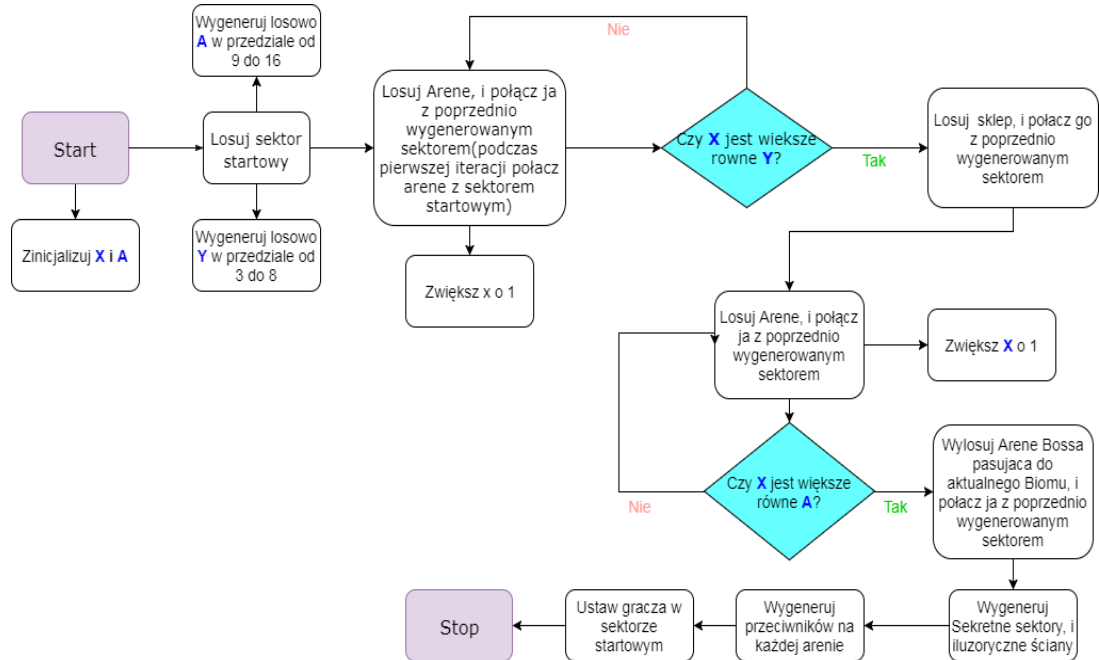 Wygeneruj losowo
A w przedziale od
9 do 16
Nie
Start
Losuj sektor
startowy
Losuj Arene, i połącz ja
z poprzednio
wygenerowanym
sektorem(podczas
pierwszej iteracji połacz
arene z sektorem
startowym)
Czy X jest wieksze
rowne Y?
Tak
Losuj sklep, i połacz go
z poprzednio
wygenerowanym
sektorem
Zinicjalizuj X i A
Wygeneruj losowo
Y w przedziale od
3 do 8
Zwiększ x o 1
Losuj Arene, i połącz
ja z poprzednio
wygenerowanym
sektorem
Zwiększ X o 1
Czy X jest większe
równe A?
Nie
Tak
Wylosuj Arene Bossa
pasujaca do
aktualnego Biomu, i
połacz ja z poprzednio
wygenerowanym
sektorem
Stop
Ustaw gracza w
sektorze
startowym
Wygeneruj
przeciwników na
każdej arenie
Wygeneruj
Sekretne sektory, i
iluzoryczne ściany